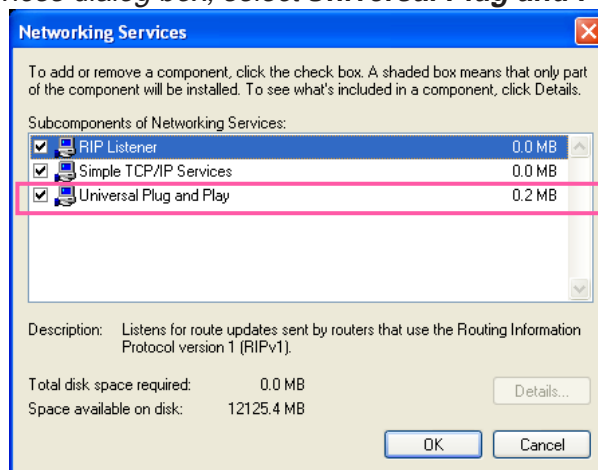 Networking Services
To add or remove a component, click the check box. A shaded box means that only part
of the component will be installed. To see what's included in a component, click Details.
Subcomponents of Networking Services:
RIP Listener 0.0 MB
Simple TCP/IP Services 0.0 MB
Universal Plug and Play 0.2 MB
Description: Listens for route updates sent by routers that use the Routing Information
Protocol version 1 (RIPv1).
Total disk space required: 0.0 MB
Details...
Space available on disk: 12125.4 MB
OK Cancel